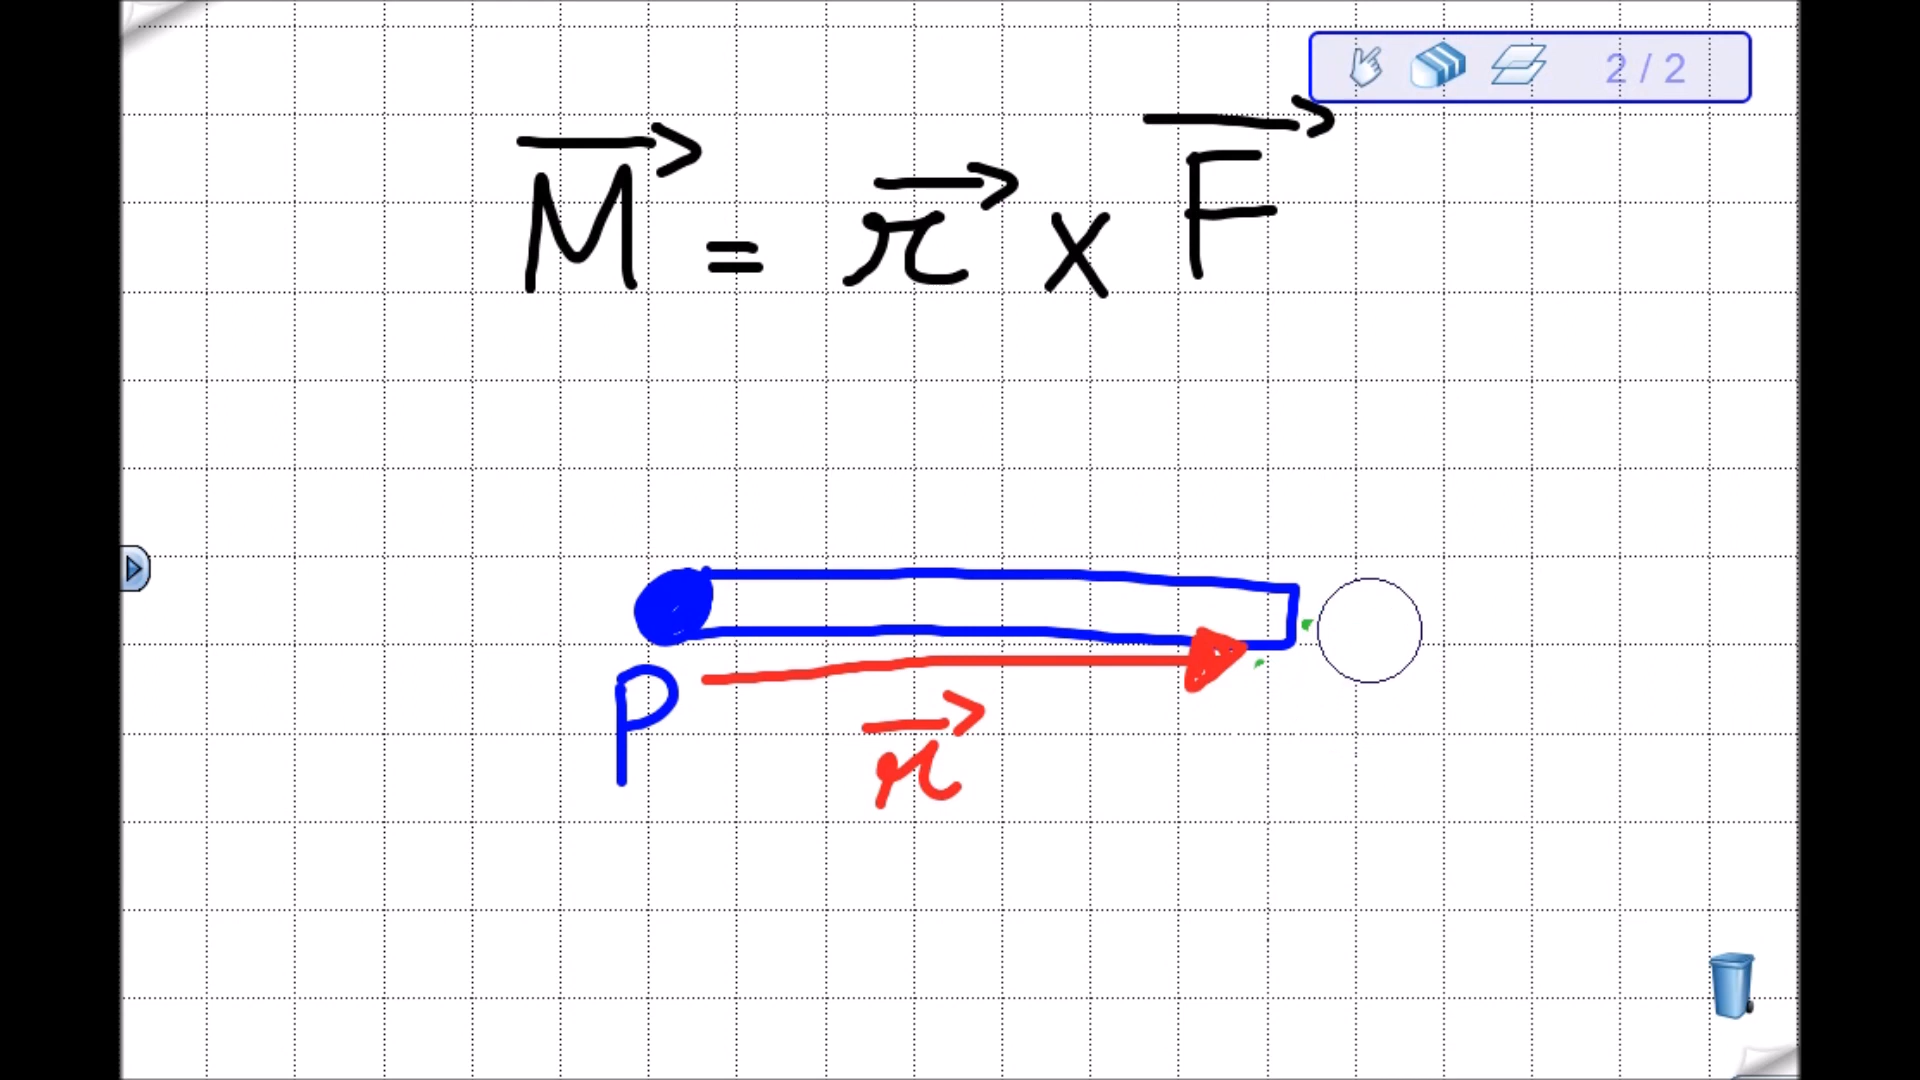 2 / 2
M⃗ = r⃗ x F⃗
P
r⃗